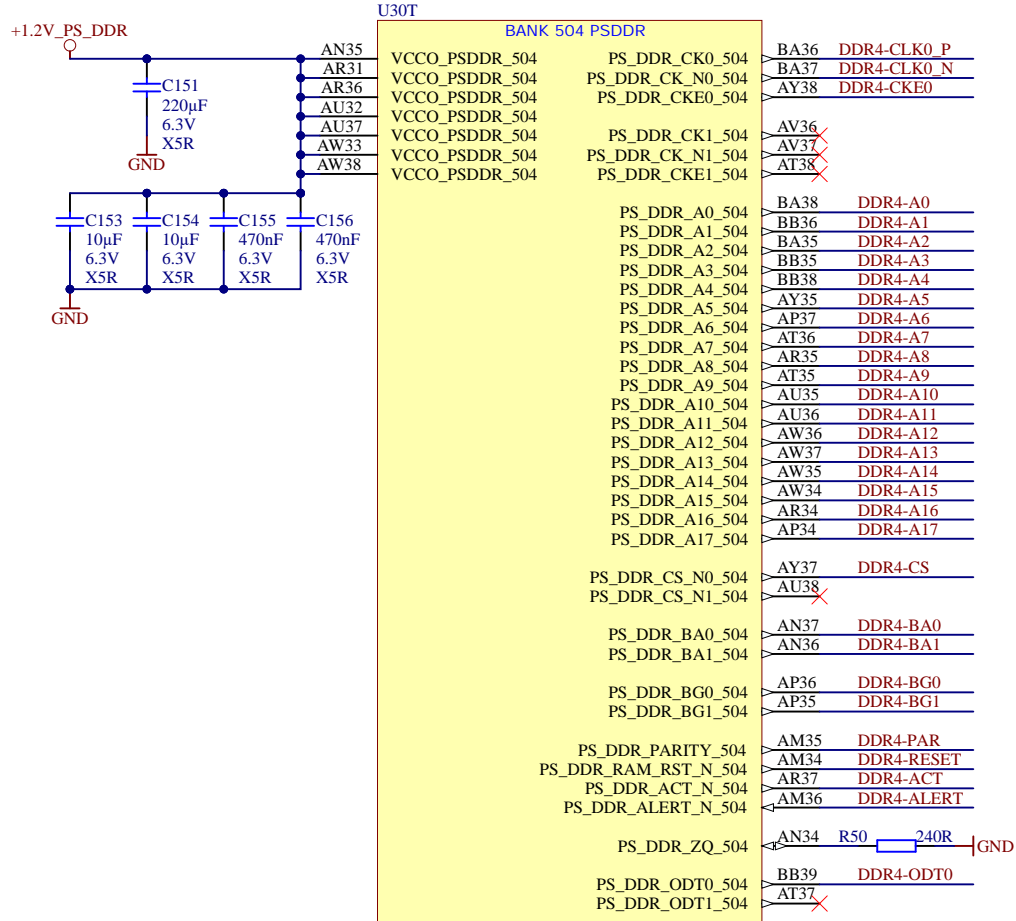 U30T
BANK 504 PSDDR
+1.2V_PS_DDR
AN35 VCCO_PSDDR_504
AR31 VCCO_PSDDR_504
AR36 VCCO_PSDDR_504
AU32 VCCO_PSDDR_504
AU37 VCCO_PSDDR_504
AW33 VCCO_PSDDR_504
AW38 VCCO_PSDDR_504
C151
220µF
6.3V
X5R
GND
C153
10µF
6.3V
X5R
C154
10µF
6.3V
X5R
C155
470nF
6.3V
X5R
C156
470nF
6.3V
X5R
GND
PS_DDR_CK0_504 BA36 DDR4-CLK0_P
PS_DDR_CK_N0_504 BA37 DDR4-CLK0_N
PS_DDR_CKE0_504 AY38 DDR4-CKE0
PS_DDR_CK1_504 AV36
PS_DDR_CK_N1_504 AV37
PS_DDR_CKE1_504 AT38
PS_DDR_A0_504 BA38 DDR4-A0
PS_DDR_A1_504 BB36 DDR4-A1
PS_DDR_A2_504 BA35 DDR4-A2
PS_DDR_A3_504 BB35 DDR4-A3
PS_DDR_A4_504 BB38 DDR4-A4
PS_DDR_A5_504 AY35 DDR4-A5
PS_DDR_A6_504 AP37 DDR4-A6
PS_DDR_A7_504 AT36 DDR4-A7
PS_DDR_A8_504 AR35 DDR4-A8
PS_DDR_A9_504 AT35 DDR4-A9
PS_DDR_A10_504 AU35 DDR4-A10
PS_DDR_A11_504 AU36 DDR4-A11
PS_DDR_A12_504 AW36 DDR4-A12
PS_DDR_A13_504 AW37 DDR4-A13
PS_DDR_A14_504 AW35 DDR4-A14
PS_DDR_A15_504 AW34 DDR4-A15
PS_DDR_A16_504 AR34 DDR4-A16
PS_DDR_A17_504 AP34 DDR4-A17
PS_DDR_CS_N0_504 AY37 DDR4-CS
PS_DDR_CS_N1_504 AU38
PS_DDR_BA0_504 AN37 DDR4-BA0
PS_DDR_BA1_504 AN36 DDR4-BA1
PS_DDR_BG0_504 AP36 DDR4-BG0
PS_DDR_BG1_504 AP35 DDR4-BG1
PS_DDR_PARITY_504 AM35 DDR4-PAR
PS_DDR_RAM_RST_N_504 AM34 DDR4-RESET
PS_DDR_ACT_N_504 AR37 DDR4-ACT
PS_DDR_ALERT_N_504 AM36 DDR4-ALERT
PS_DDR_ZQ_504 AN34 R50 240R GND
PS_DDR_ODT0_504 BB39 DDR4-ODT0
PS_DDR_ODT1_504 AT37